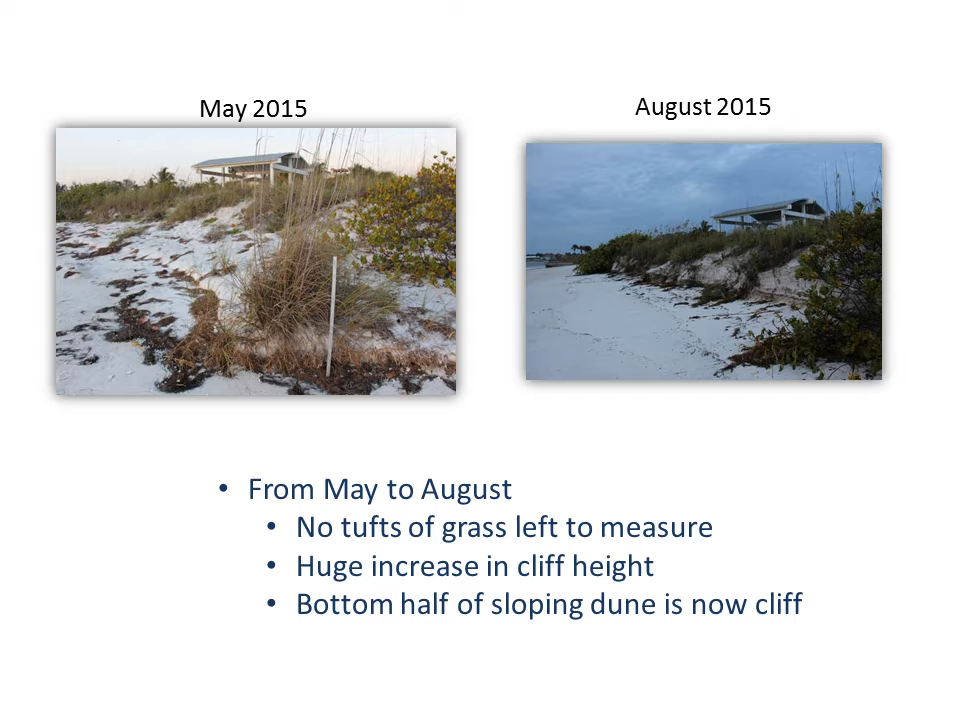 May 2015
August 2015
• From May to August
• No tufts of grass left to measure
• Huge increase in cliff height
• Bottom half of sloping dune is now cliff